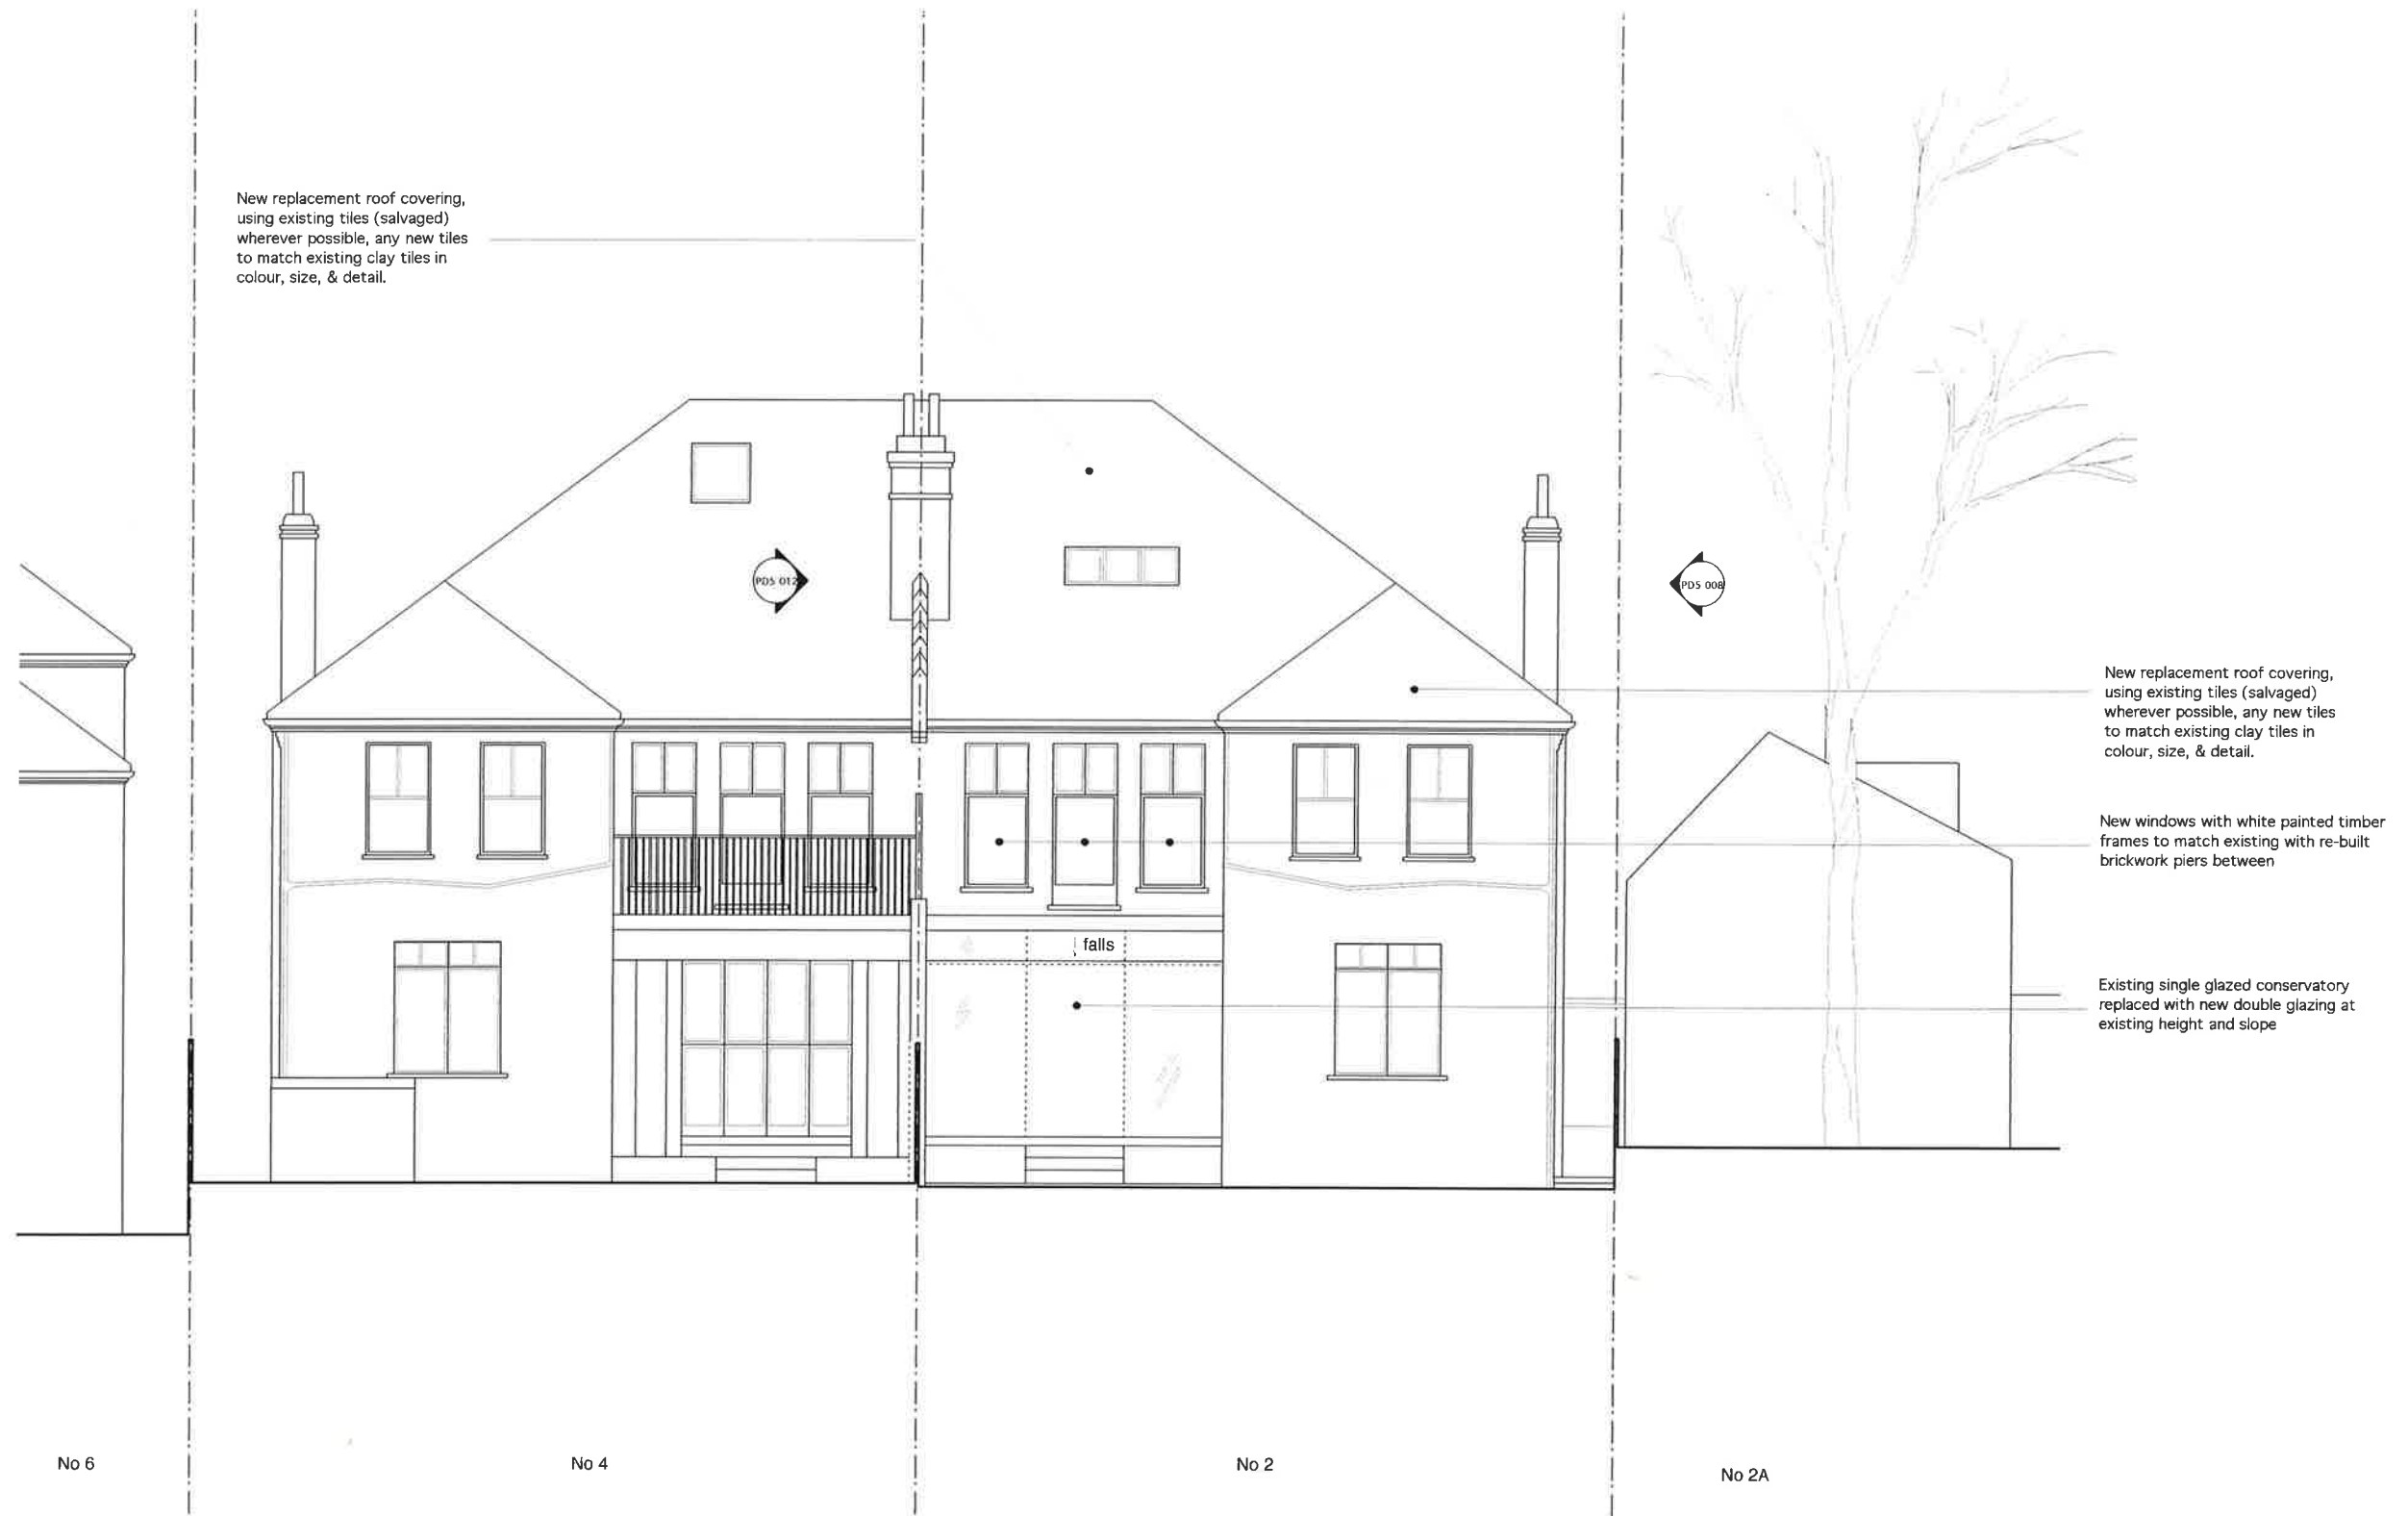 New replacement roof covering,
using existing tiles (salvaged)
wherever possible, any new tiles
to match existing clay tiles in
colour, size, & detail.
PDS 012
PDS 008
New replacement roof covering,
using existing tiles (salvaged)
wherever possible, any new tiles
to match existing clay tiles in
colour, size, & detail.
New windows with white painted timber
frames to match existing with re-built
brickwork piers between
falls
Existing single glazed conservatory
replaced with new double glazing at
existing height and slope
No 6
No 4
No 2
No 2A